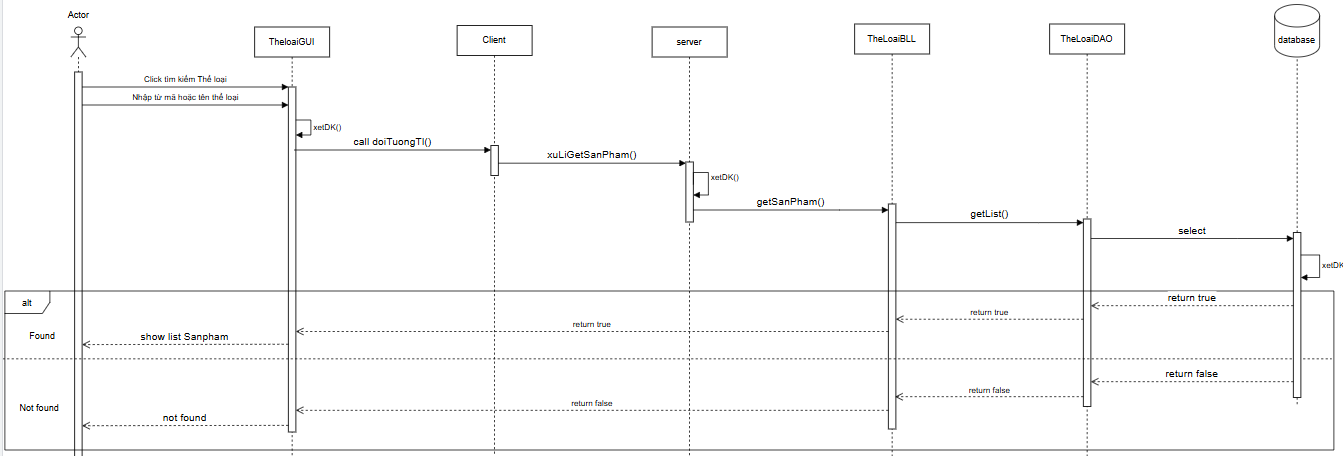 Actor
TheloaiGUI
Client
server
TheLoaiBLL
TheLoaiDAO
database
Click tìm kiếm Thể loại
Nhập từ mã hoặc tên thể loại
xetDK()
call doiTuongTl()
xuLiGetSanPham()
xetDK()
getSanPham()
getList()
select
xetDK
alt
return true
return true
return true
Found
show list Sanpham
return false
return false
return false
Not found
not found